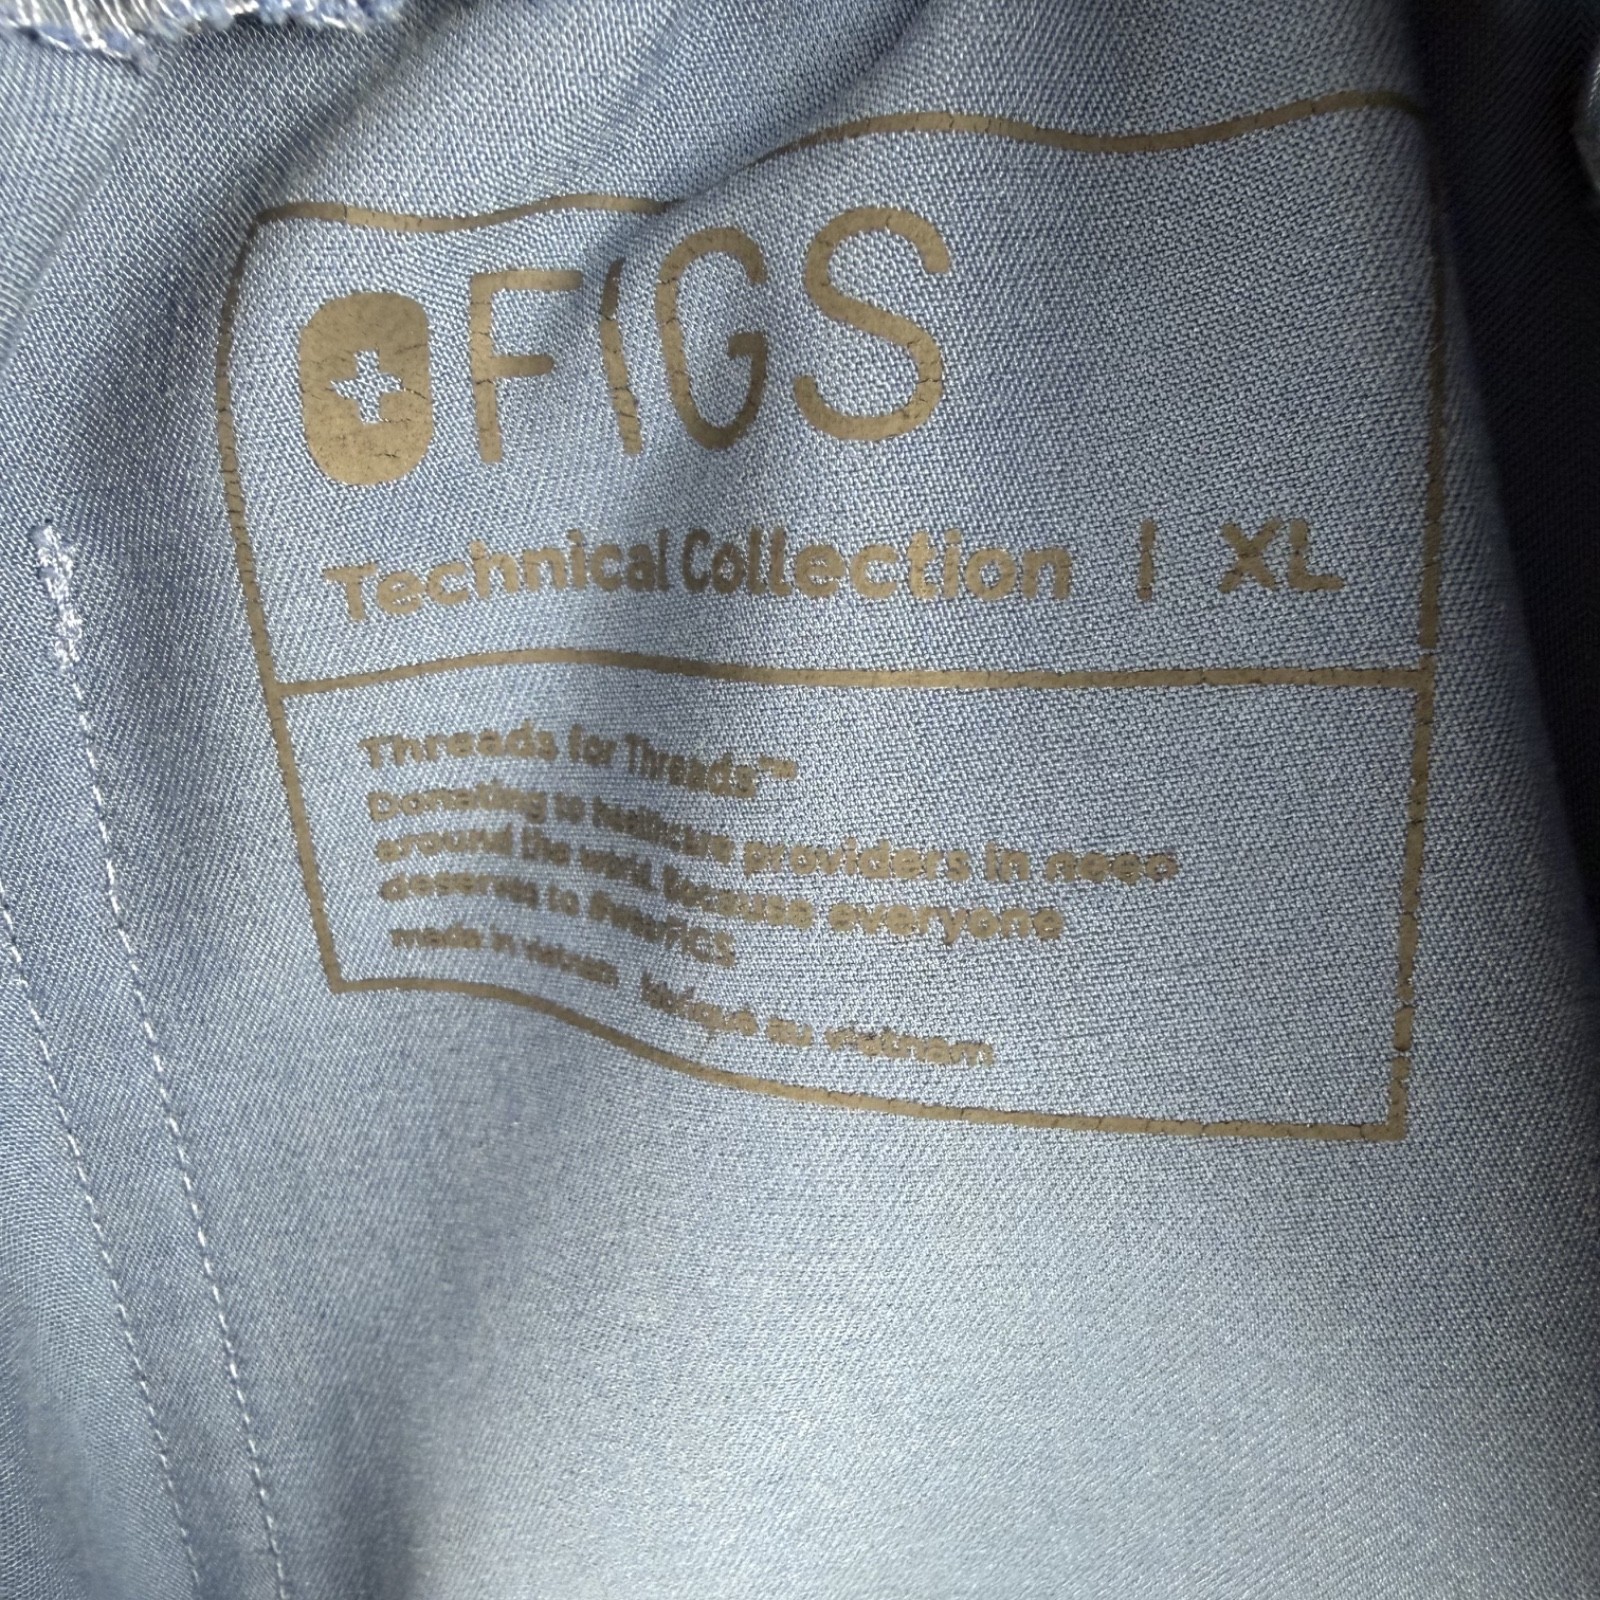 FIGS
Technical Collection | XL
Threads for Threads™
Donating to healthcare providers in need
around the world. Because everyone
deserves to #wearFIGS
made in vietnam fabriqué au vietnam